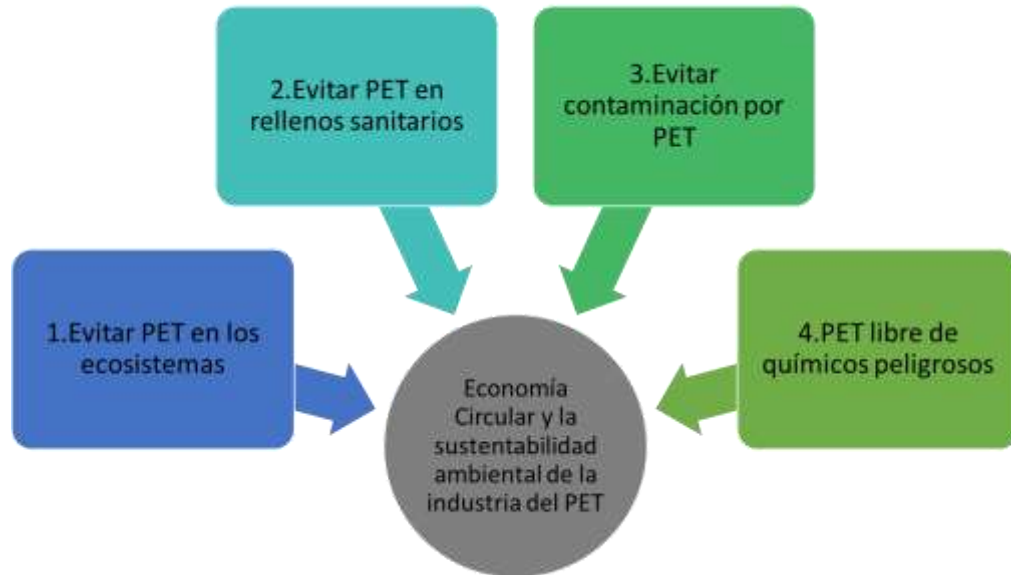 2.Evitar PET en
rellenos sanitarios
3.Evitar
contaminación por
PET
1.Evitar PET en los
ecosistemas
4.PET libre de
químicos peligrosos
Economía
Circular y la
sustentabilidad
ambiental de la
industria del PET